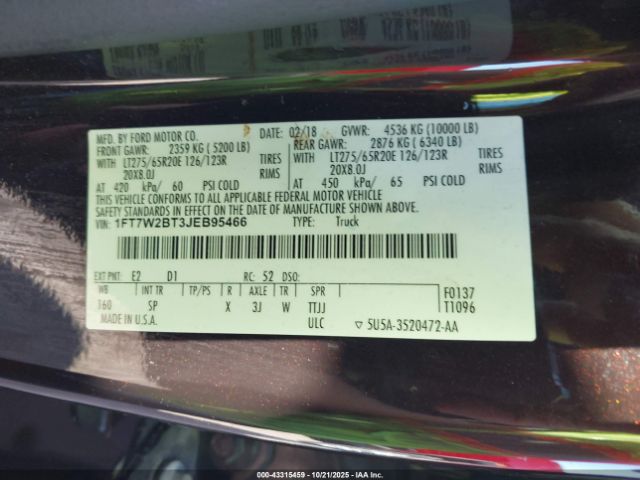 MFD. BY FORD MOTOR CO.
DATE: 02/18 GVWR: 4536 KG (10000 LB)
FRONT GAWR: 2359 KG (5200 LB)
REAR GAWR: 2876 KG (6340 LB)
WITH LT275/65R20E 126/123R TIRES
WITH LT275/65R20E 126/123R TIRES
20X8.0J RIMS
20X8.0J RIMS
AT 420 kPa/ 60 PSI COLD
AT 450 kPa/ 65 PSI COLD
THIS VEHICLE CONFORMS TO ALL APPLICABLE FEDERAL MOTOR VEHICLE
SAFETY STANDARDS IN EFFECT ON THE DATE OF MANUFACTURE SHOWN ABOVE.
VIN: 1FT7W2BT3JEB95466 TYPE: Truck
EXT PNT: E2 D1 RC: 52 DSO:
WB INT TR TP/PS R AXLE TR SPR F0137
160 SP X 3J W TTJJ T1096
MADE IN U.S.A. ULC ▽ 5U5A-3520472-AA
000-43315459 - 10/21/2025 - IAA Inc.